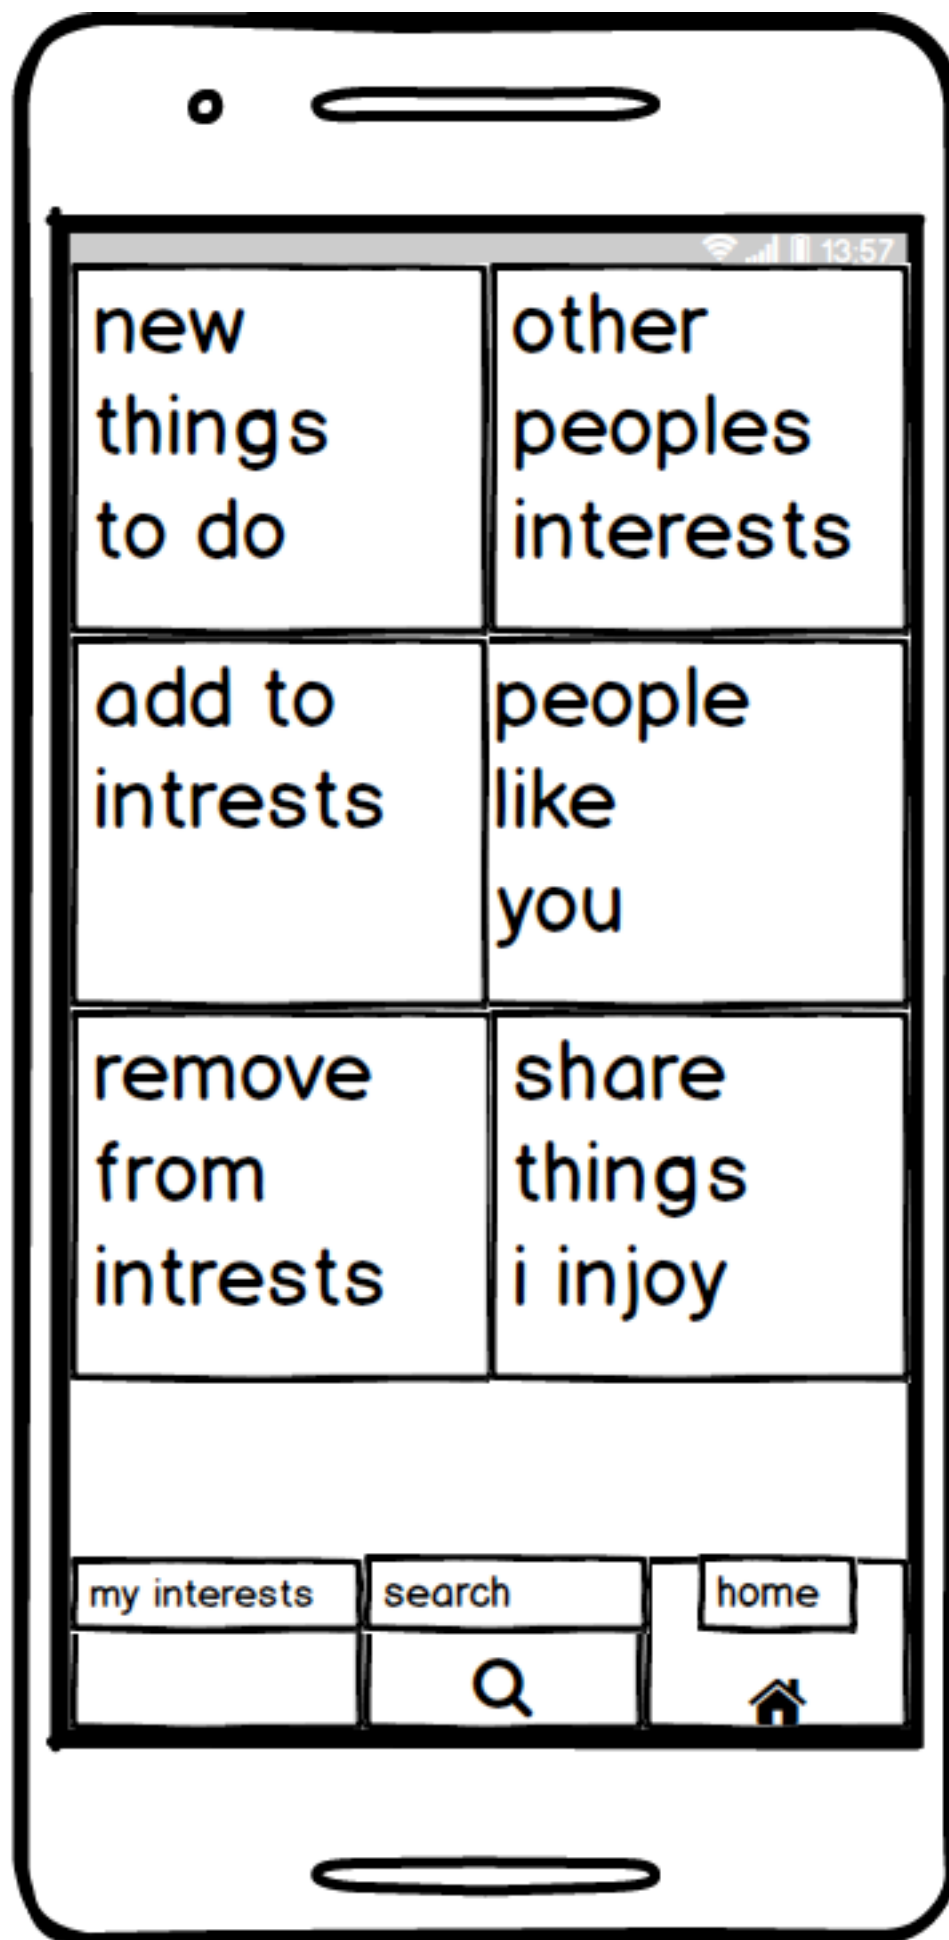 13:57
new
things
to do
other
peoples
interests
add to
intrests
people
like
you
remove
from
intrests
share
things
i injoy
my interests
search
home